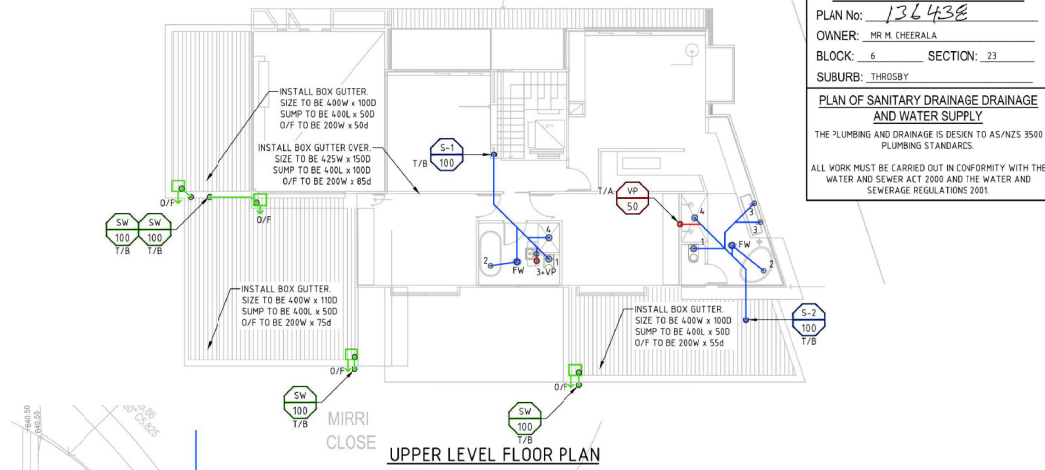 PLAN No: 136438
OWNER: MR M. CHEERALA
BLOCK: 6 SECTION: 23
SUBURB: THROSBY
PLAN OF SANITARY DRAINAGE DRAINAGE
AND WATER SUPPLY
THE PLUMBING AND DRAINAGE IS DESIGN TO AS/NZS 3500
PLUMBING STANDARDS.
ALL WORK MUST BE CARRIED OUT IN CONFORMITY WITH THE
WATER AND SEWER ACT 2000 AND THE WATER AND
SEWERAGE REGULATIONS 2001.
INSTALL BOX GUTTER.
SIZE TO BE 400W x 100D
SUMP TO BE 400L x 50D
O/F TO BE 200W x 50d
INSTALL BOX GUTTER OVER.
SIZE TO BE 425W x 150D
SUMP TO BE 400L x 100D
O/F TO BE 200W x 85d
S-1
100
T/B
VP
50
T/A
LIFT
O/F
O/F
SW
100
T/B
SW
100
T/B
4
2
FW
3+VP
1
4
3
3
1
FW
2
INSTALL BOX GUTTER.
SIZE TO BE 400W x 110D
SUMP TO BE 400L x 50D
O/F TO BE 200W x 75d
INSTALL BOX GUTTER.
SIZE TO BE 400W x 100D
SUMP TO BE 400L x 50D
O/F TO BE 200W x 55d
S-2
100
T/B
O/F
SW
100
T/B
O/F
SW
100
T/B
640.50
640.55
MIRRI
CLOSE
UPPER LEVEL FLOOR PLAN